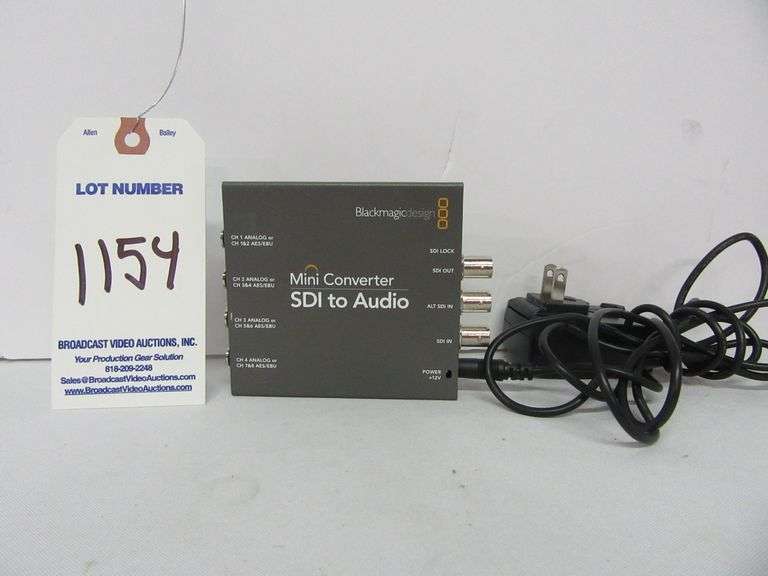 Allen Bailey
LOT NUMBER
1154
BROADCAST VIDEO AUCTIONS, INC.
Your Production Gear Solution
818-209-2248
Sales@BroadcastVideoAuctions.com
www.BroadcastVideoAuctions.com
Blackmagicdesign
CH 1 ANALOG or
CH 1&2 AES/EBU
CH 2 ANALOG or
CH 3&4 AES/EBU
CH 3 ANALOG or
CH 5&6 AES/EBU
CH 4 ANALOG or
CH 7&8 AES/EBU
Mini Converter
SDI to Audio
SDI LOCK
SDI OUT
ALT SDI IN
SDI IN
POWER
+12V